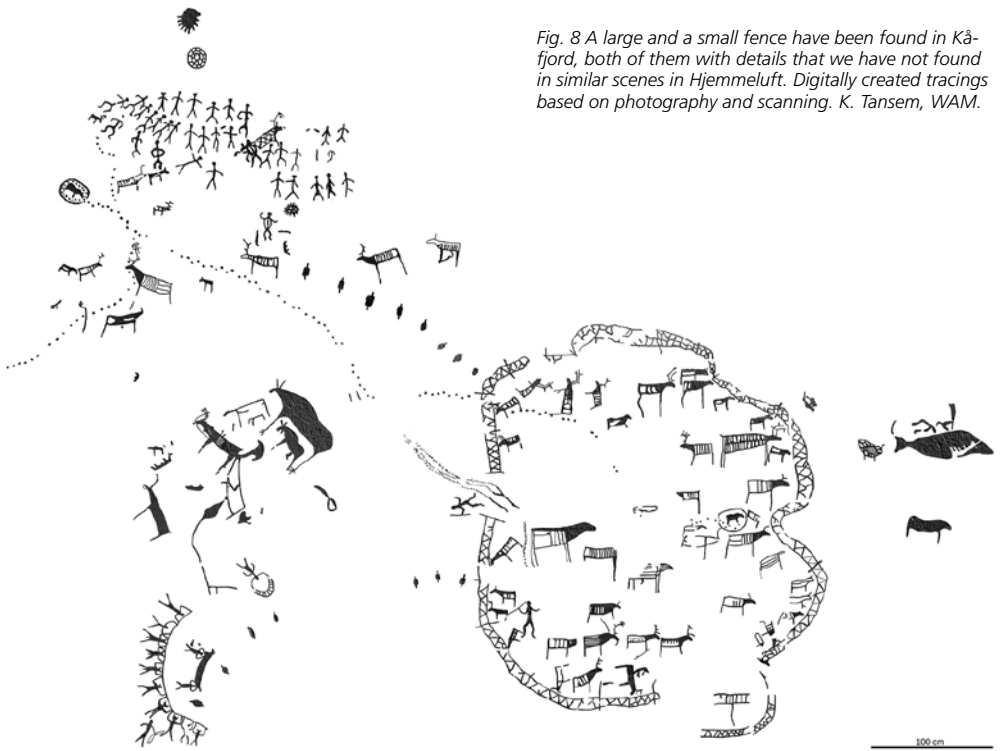 Fig. 8 A large and a small fence have been found in Kå-
fjord, both of them with details that we have not found
in similar scenes in Hjemmeluft. Digitally created tracings
based on photography and scanning. K. Tansem, WAM.
100 cm